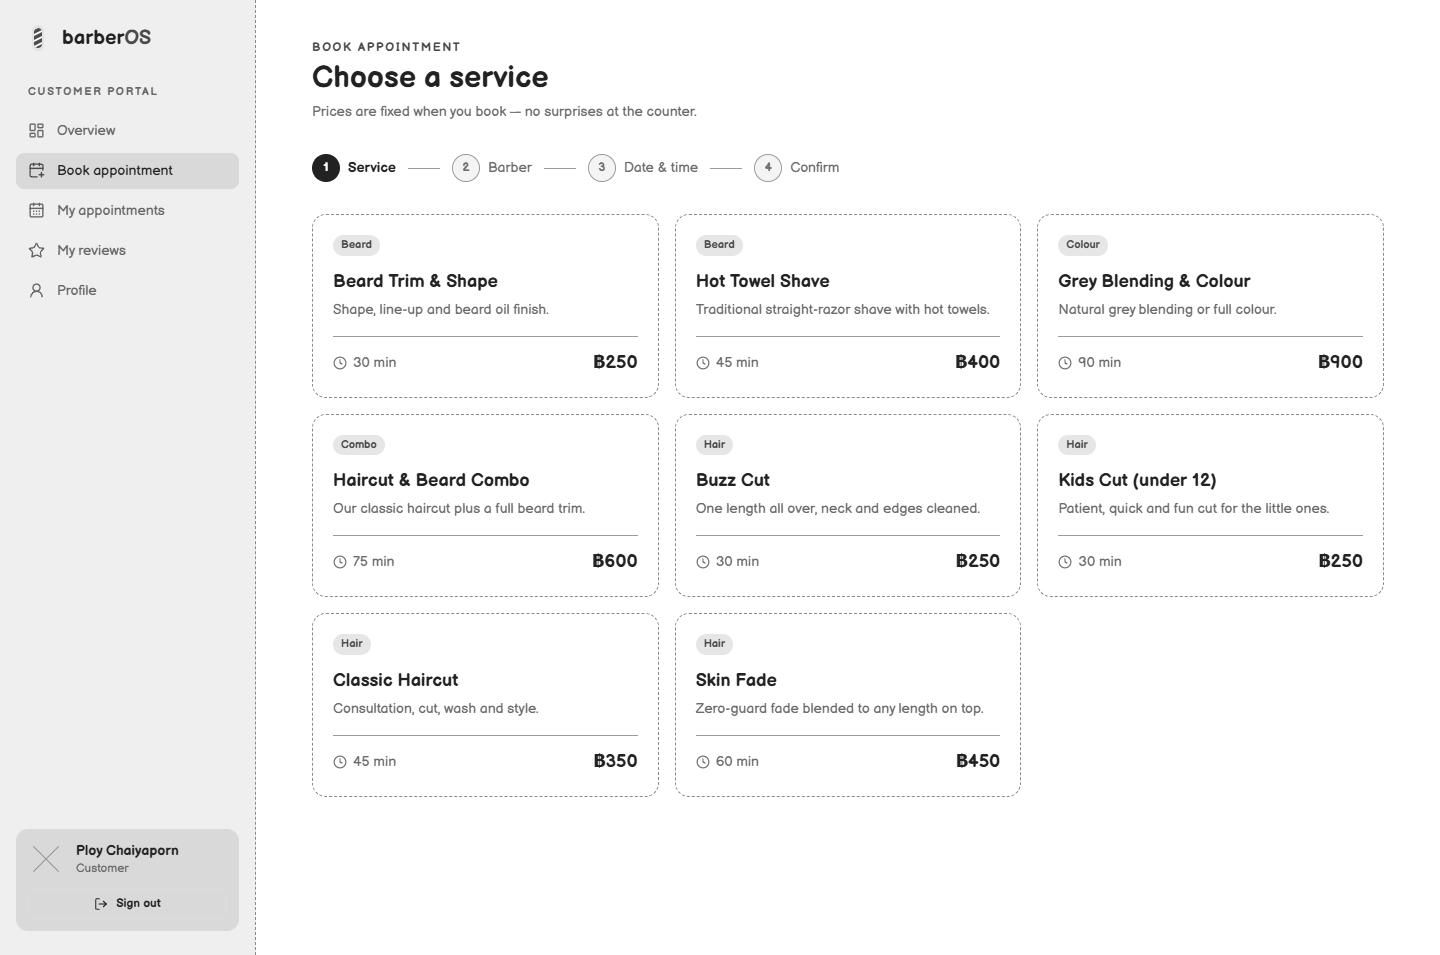 barberOS
CUSTOMER PORTAL
Overview
Book appointment
My appointments
My reviews
Profile
Ploy Chaiyaporn
Customer
Sign out
BOOK APPOINTMENT
Choose a service
Prices are fixed when you book — no surprises at the counter.
1 Service 2 Barber 3 Date & time 4 Confirm
Beard
Beard Trim & Shape
Shape, line-up and beard oil finish.
30 min ฿250
Beard
Hot Towel Shave
Traditional straight-razor shave with hot towels.
45 min ฿400
Colour
Grey Blending & Colour
Natural grey blending or full colour.
90 min ฿900
Combo
Haircut & Beard Combo
Our classic haircut plus a full beard trim.
75 min ฿600
Hair
Buzz Cut
One length all over, neck and edges cleaned.
30 min ฿250
Hair
Kids Cut (under 12)
Patient, quick and fun cut for the little ones.
30 min ฿250
Hair
Classic Haircut
Consultation, cut, wash and style.
45 min ฿350
Hair
Skin Fade
Zero-guard fade blended to any length on top.
60 min ฿450